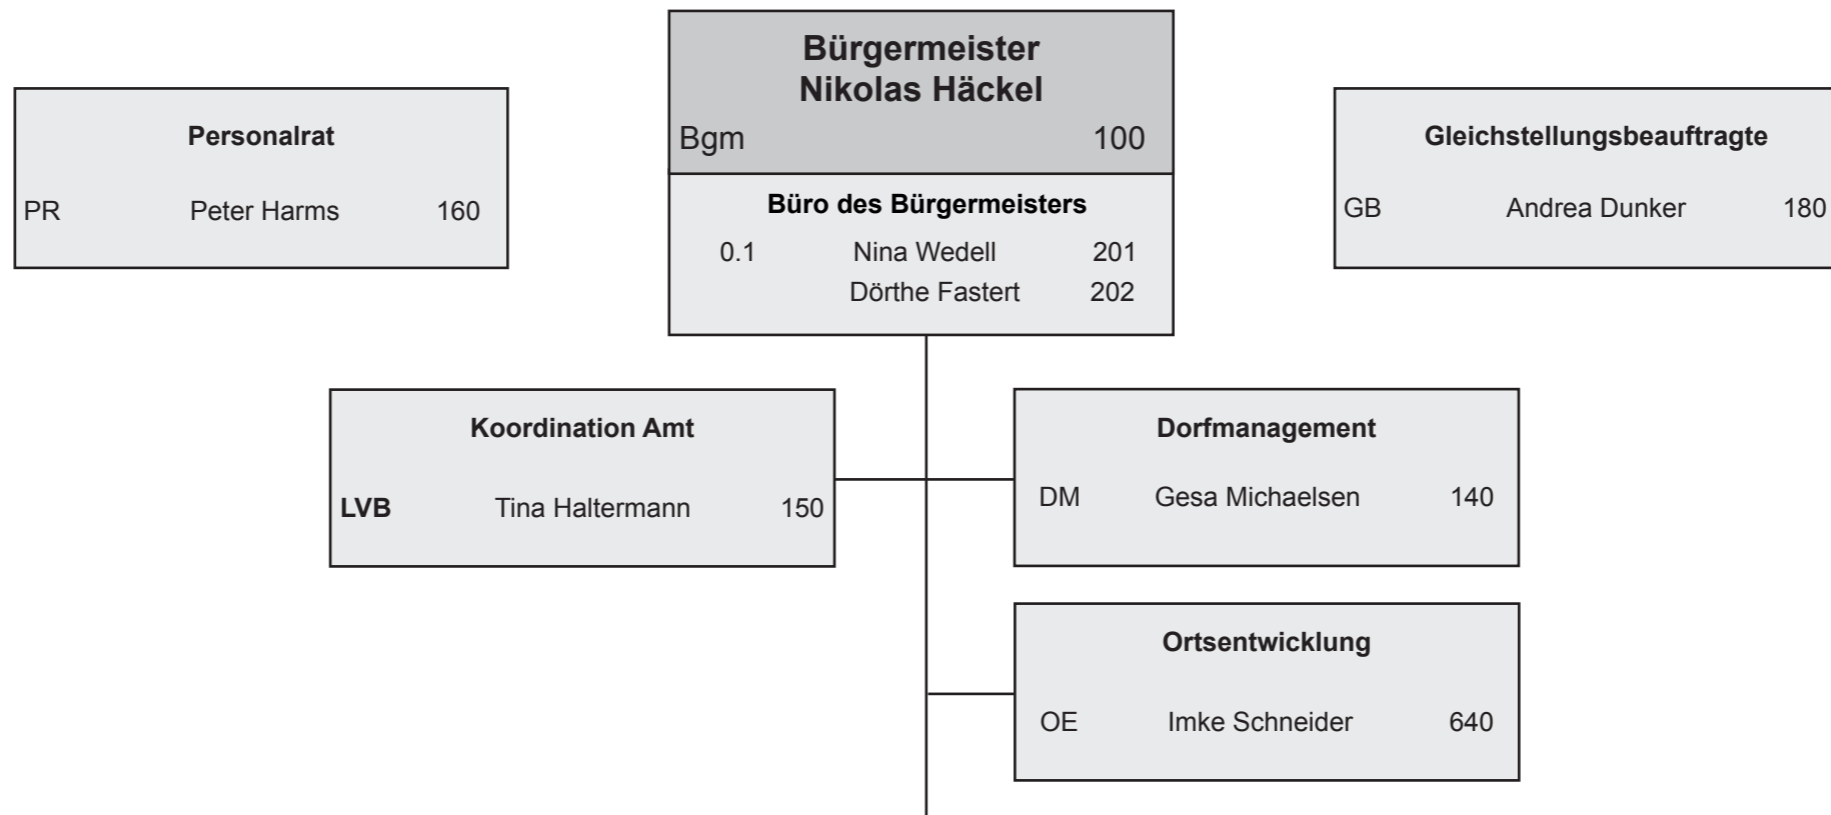 Bürgermeister
Nikolas Häckel
Bgm 100
Büro des Bürgermeisters
0.1 Nina Wedell 201
Dörthe Fastert 202
Personalrat
PR Peter Harms 160
Gleichstellungsbeauftragte
GB Andrea Dunker 180
Koordination Amt
LVB Tina Haltermann 150
Dorfmanagement
DM Gesa Michaelsen 140
Ortsentwicklung
OE Imke Schneider 640